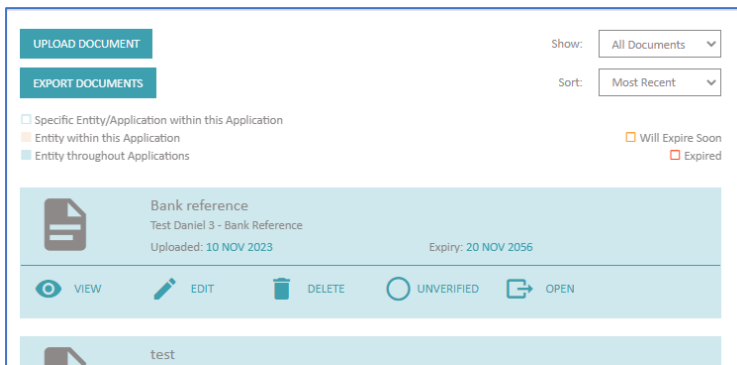 UPLOAD DOCUMENT
Show: All Documents
EXPORT DOCUMENTS
Sort: Most Recent
Specific Entity/Application within this Application
Entity within this Application
Will Expire Soon
Entity throughout Applications
Expired
Bank reference
Test Daniel 3 - Bank Reference
Uploaded: 10 NOV 2023 Expiry: 20 NOV 2056
VIEW EDIT DELETE UNVERIFIED OPEN
test